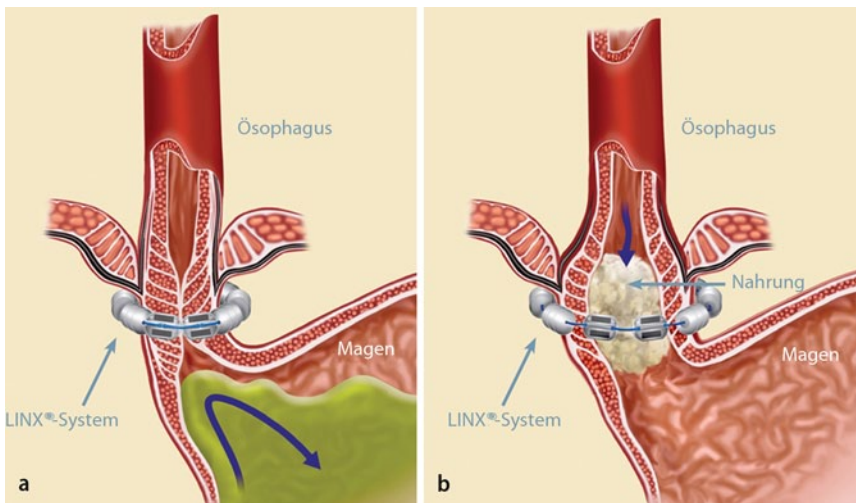 Ösophagus
Magen
LINX®-System
a
Ösophagus
Nahrung
Magen
LINX®-System
b